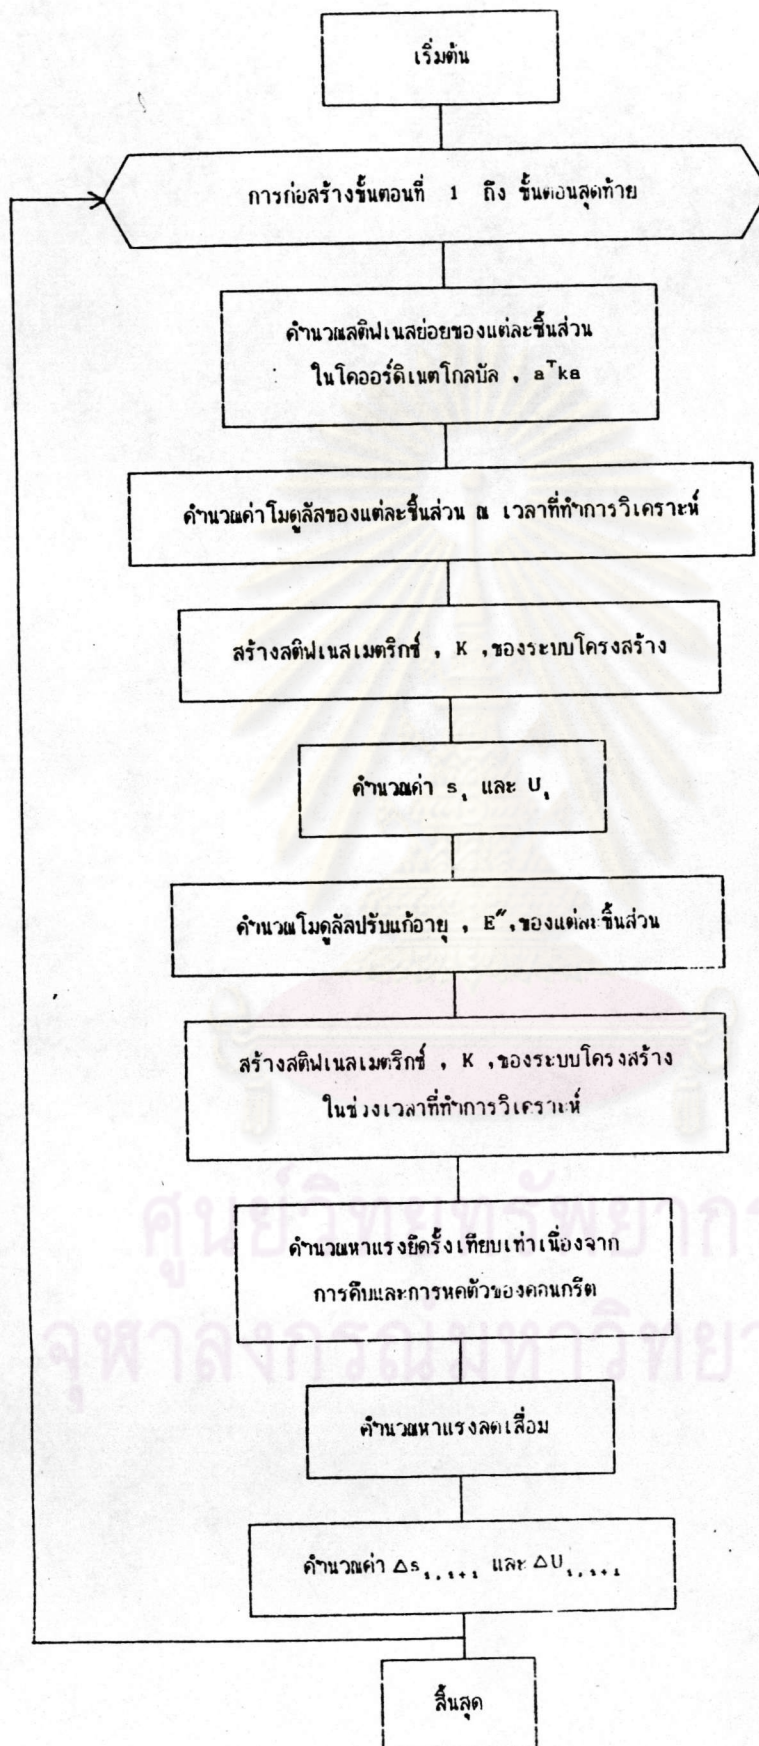 เริ่มต้น
การก่อสร้างขั้นตอนที่ 1 ถึง ขั้นตอนสุดท้าย
คำนวณสติฟเนสย่อยของแต่ละชิ้นส่วน
ในโคออร์ดิเนตโกลบัล , aᵀka
คำนวณค่าโมดูลัสของแต่ละชิ้นส่วน ณ เวลาที่ทำการวิเคราะห์
สร้างสติฟเนสเมตริกซ์ , K ,ของระบบโครงสร้าง
คำนวณค่า sᵢ และ Uᵢ
คำนวณโมดูลัสปรับแก้อายุ , E″,ของแต่ละชิ้นส่วน
สร้างสติฟเนสเมตริกซ์ , K ,ของระบบโครงสร้าง
ในช่วงเวลาที่ทำการวิเคราะห์
คำนวณหาแรงยึดรั้งเทียบเท่าเนื่องจาก
การคืบและการหดตัวของคอนกรีต
คำนวณหาแรงลดเสื่อม
คำนวณค่า Δsᵢ,ᵢ₊₁ และ ΔUᵢ,ᵢ₊₁
สิ้นสุด
ศูนย์วิทยทรัพยากร
จุฬาลงกรณ์มหาวิทยา